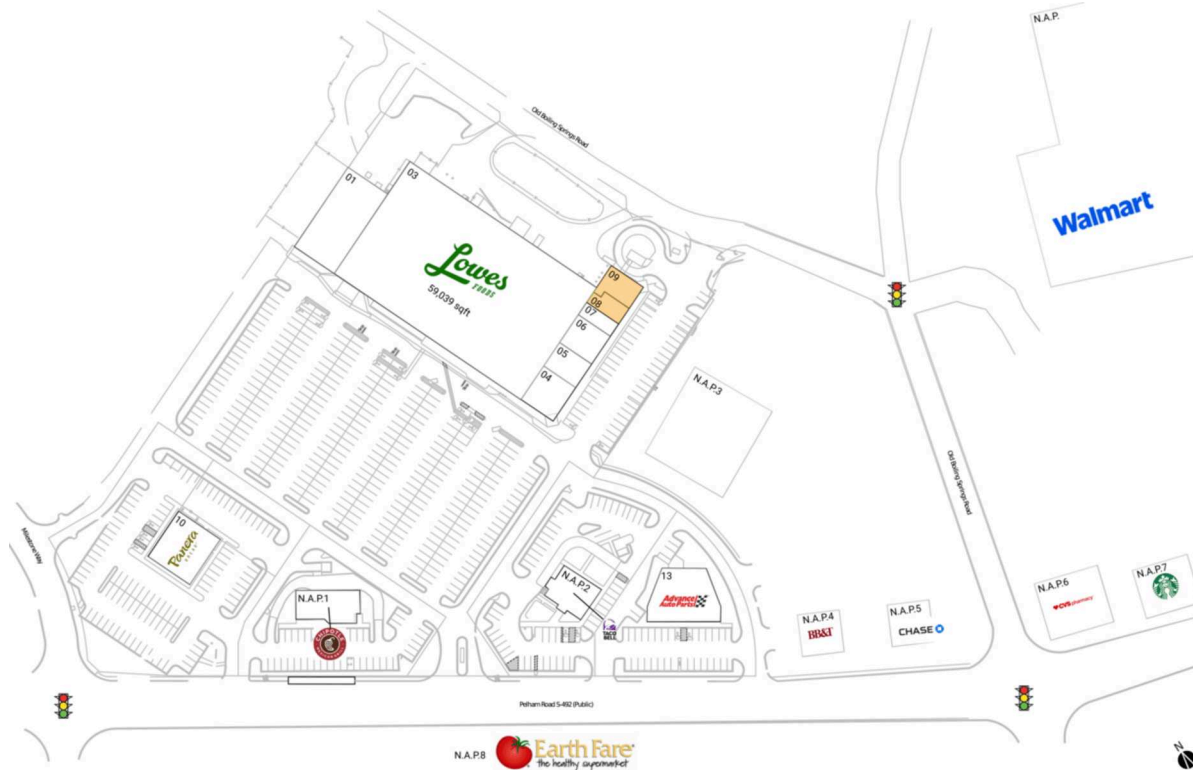 N.A.P.
Old Boiling Springs Road
Walmart
01
03
Lowes
FOODS
59,039 sqft
09
08
07
06
05
04
N.A.P.3
Old Boiling Springs Road
10
Panera
Milestone Way
N.A.P.1
CHIPOTLE
N.A.P.2
TACO
BELL
13
Advance
Auto Parts
N.A.P.4
BB&T
N.A.P.5
CHASE
N.A.P.6
CVS pharmacy
N.A.P.7
Pelham Road S-492 (Public)
N.A.P.8
Earth Fare
the healthy supermarket
N